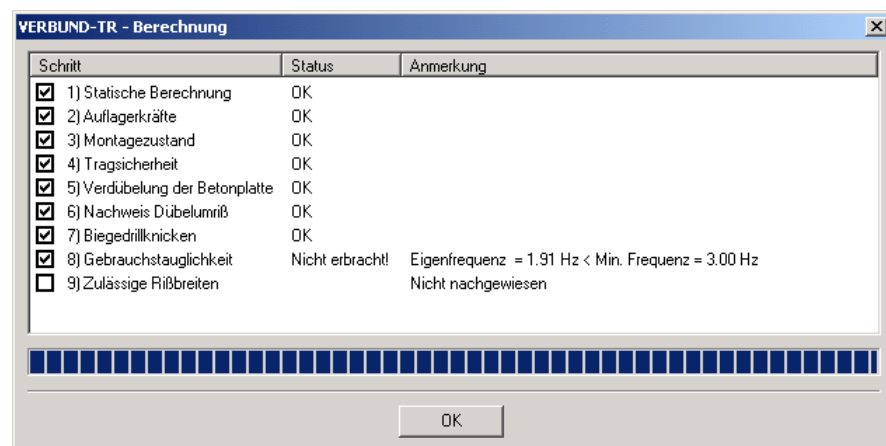 VERBUND-TR - Berechnung
Schritt Status Anmerkung
1) Statische Berechnung OK
2) Auflagerkräfte OK
3) Montagezustand OK
4) Tragsicherheit OK
5) Verdübelung der Betonplatte OK
6) Nachweis Dübelumriß OK
7) Biegedrillknicken OK
8) Gebrauchstauglichkeit Nicht erbracht! Eigenfrequenz = 1.91 Hz < Min. Frequenz = 3.00 Hz
9) Zulässige Rißbreiten Nicht nachgewiesen
OK